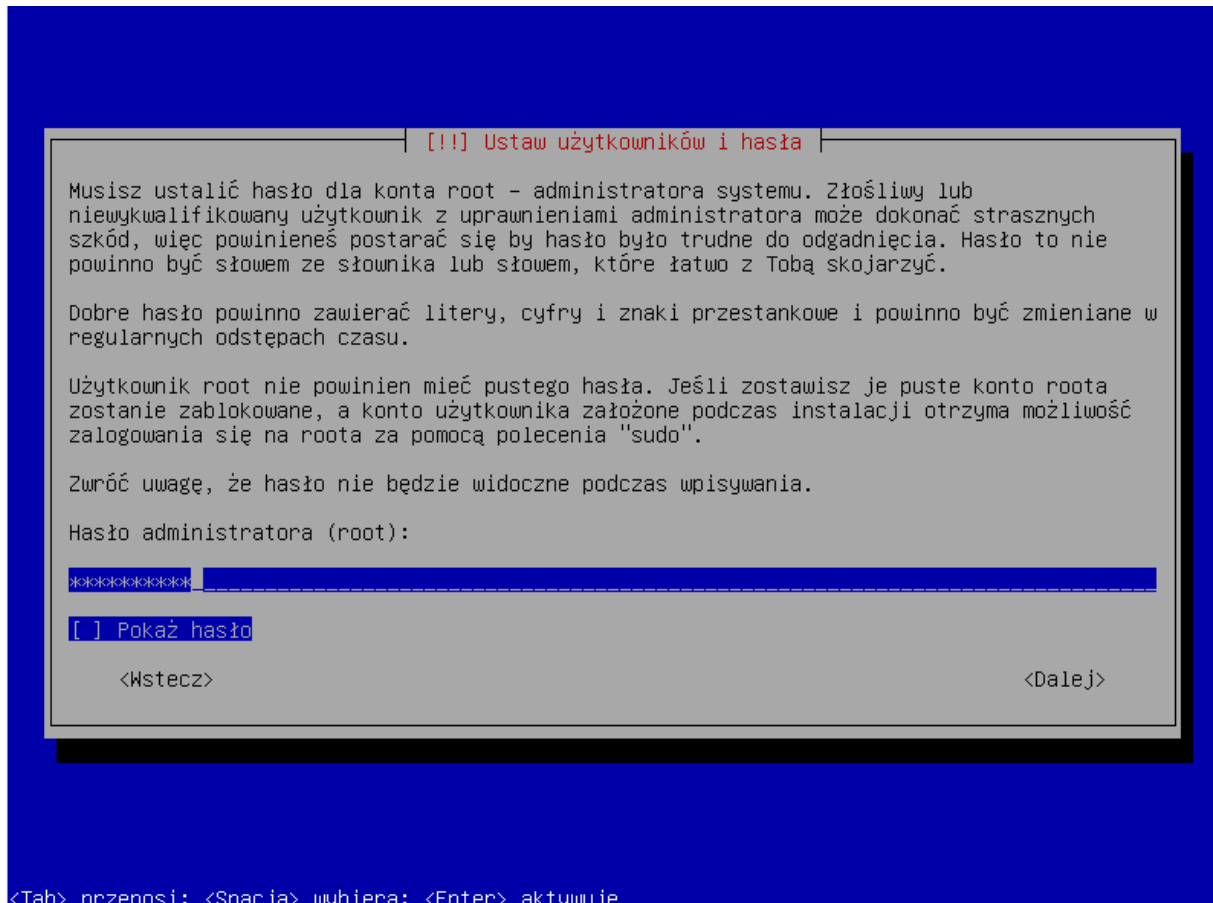 [!!] Ustaw użytkowników i hasła
Musisz ustalić hasło dla konta root – administratora systemu. Złośliwy lub
niewykwalifikowany użytkownik z uprawnieniami administratora może dokonać strasznych
szkód, więc powinieneś postarać się by hasło było trudne do odgadnięcia. Hasło to nie
powinno być słowem ze słownika lub słowem, które łatwo z Tobą skojarzyć.
Dobre hasło powinno zawierać litery, cyfry i znaki przestankowe i powinno być zmieniane w
regularnych odstępach czasu.
Użytkownik root nie powinien mieć pustego hasła. Jeśli zostawisz je puste konto roota
zostanie zablokowane, a konto użytkownika założone podczas instalacji otrzyma możliwość
zalogowania się na roota za pomocą polecenia "sudo".
Zwróć uwagę, że hasło nie będzie widoczne podczas wpisywania.
Hasło administratora (root):
**********_
[ ] Pokaż hasło
<Wstecz> <Dalej>
<Tab> przenosi; <Spacja> wybiera; <Enter> aktywuje